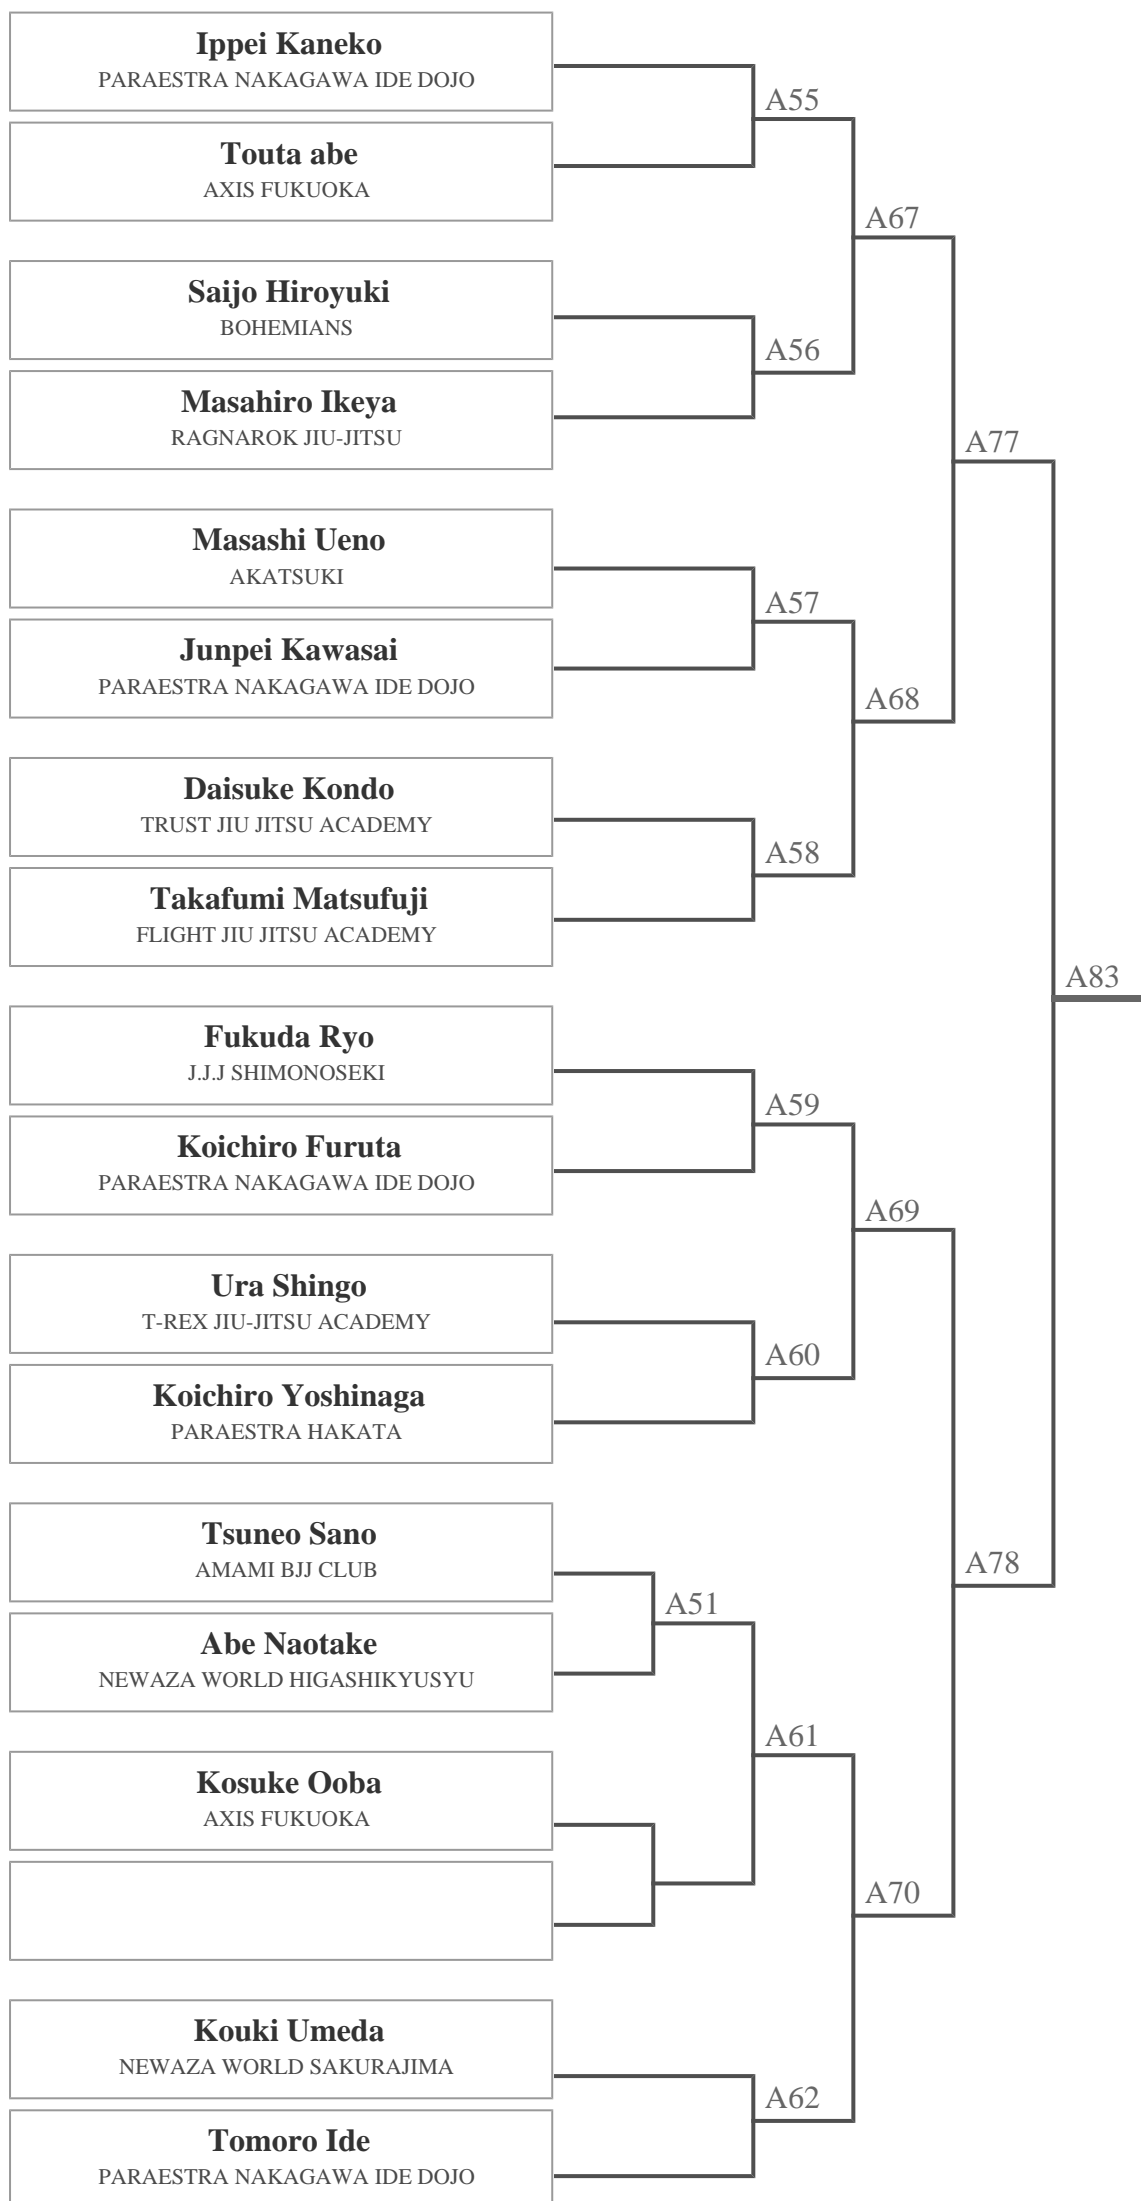 Ippei Kaneko
PARAESTRA NAKAGAWA IDE DOJO
A55
Touta abe
AXIS FUKUOKA
A67
Saijo Hiroyuki
BOHEMIANS
A56
Masahiro Ikeya
RAGNAROK JIU-JITSU
A77
Masashi Ueno
AKATSUKI
A57
Junpei Kawasai
PARAESTRA NAKAGAWA IDE DOJO
A68
Daisuke Kondo
TRUST JIU JITSU ACADEMY
A58
Takafumi Matsufuji
FLIGHT JIU JITSU ACADEMY
A83
Fukuda Ryo
J.J.J SHIMONOSEKI
A59
Koichiro Furuta
PARAESTRA NAKAGAWA IDE DOJO
A69
Ura Shingo
T-REX JIU-JITSU ACADEMY
A60
Koichiro Yoshinaga
PARAESTRA HAKATA
Tsuneo Sano
AMAMI BJJ CLUB
A78
A51
Abe Naotake
NEWAZA WORLD HIGASHIKYUSYU
A61
Kosuke Ooba
AXIS FUKUOKA
A70
Kouki Umeda
NEWAZA WORLD SAKURAJIMA
A62
Tomoro Ide
PARAESTRA NAKAGAWA IDE DOJO